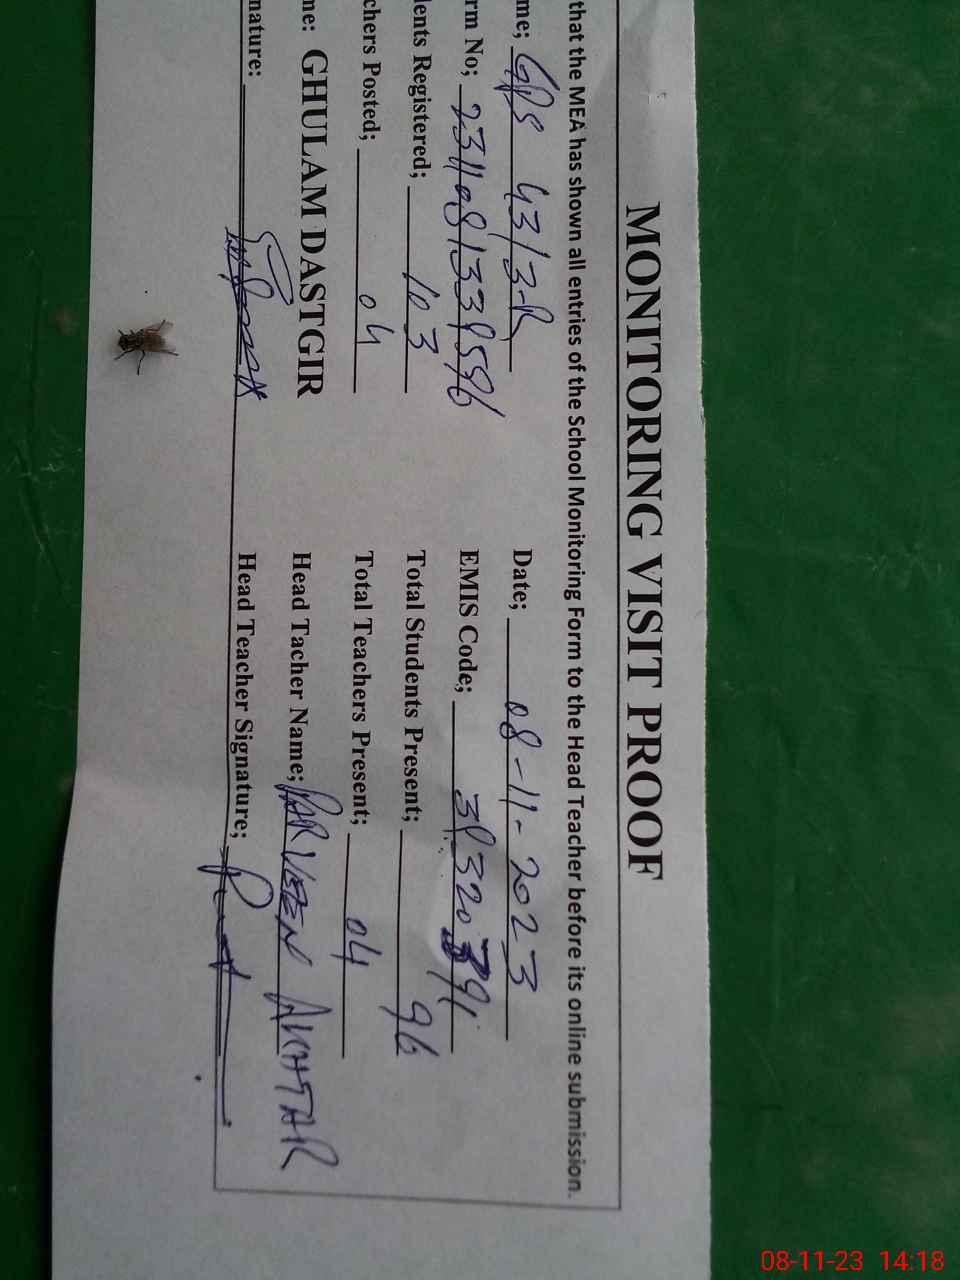 MONITORING VISIT PROOF
that the MEA has shown all entries of the School Monitoring Form to the Head Teacher before its online submission.
me; GPS 43/3-R Date; 08-11-2023
rm No; EMIS Code;
dents Registered; 103 Total Students Present; 96
chers Posted; 04 Total Teachers Present; 04
me: GHULAM DASTGIR Head Tacher Name; PARVEEN AKHTAR
nature: Head Teacher Signature;
08-11-23 14:18